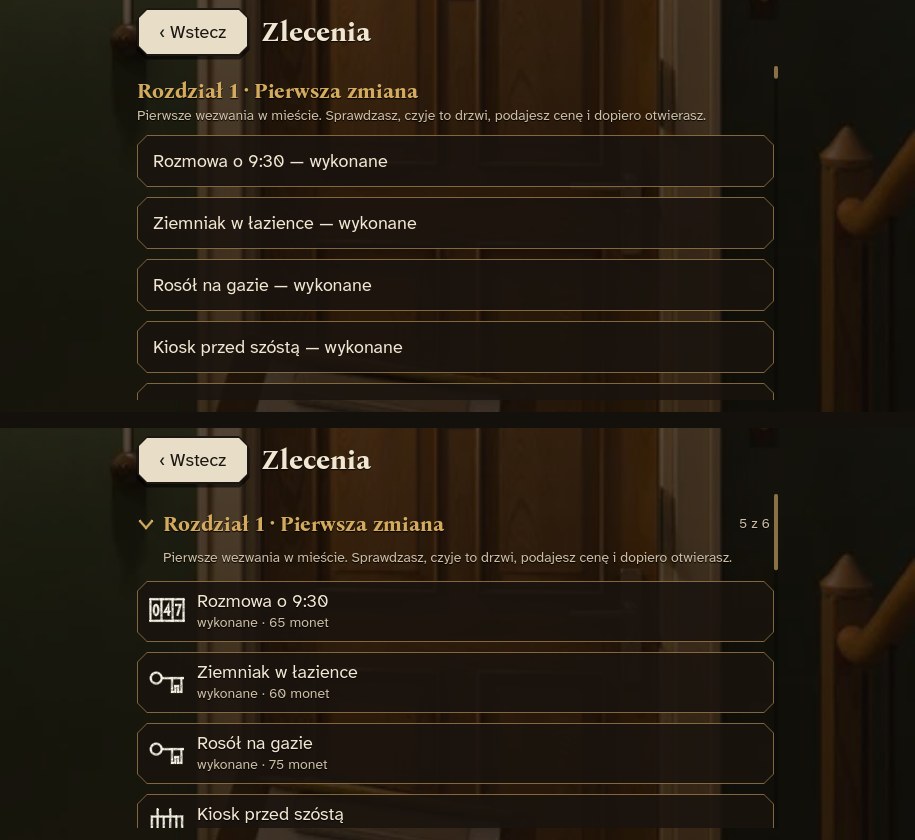 ‹ Wstecz
Zlecenia
Rozdział 1 · Pierwsza zmiana
Pierwsze wezwania w mieście. Sprawdzasz, czyje to drzwi, podajesz cenę i dopiero otwierasz.
Rozmowa o 9:30 — wykonane
Ziemniak w łazience — wykonane
Rosół na gazie — wykonane
Kiosk przed szóstą — wykonane
‹ Wstecz
Zlecenia
Rozdział 1 · Pierwsza zmiana
5 z 6
Pierwsze wezwania w mieście. Sprawdzasz, czyje to drzwi, podajesz cenę i dopiero otwierasz.
047
Rozmowa o 9:30
wykonane · 65 monet
Ziemniak w łazience
wykonane · 60 monet
Rosół na gazie
wykonane · 75 monet
Kiosk przed szóstą